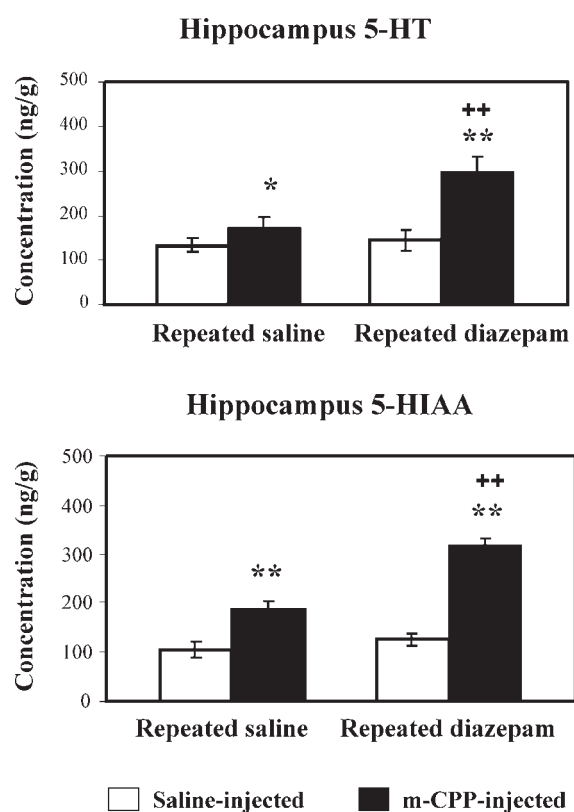 Hippocampus 5-HT
Concentration (ng/g)
500
400
300
200
100
0
*
++
**
Repeated saline Repeated diazepam
Hippocampus 5-HIAA
Concentration (ng/g)
500
400
300
200
100
0
**
++
**
Repeated saline Repeated diazepam
Saline-injected m-CPP-injected